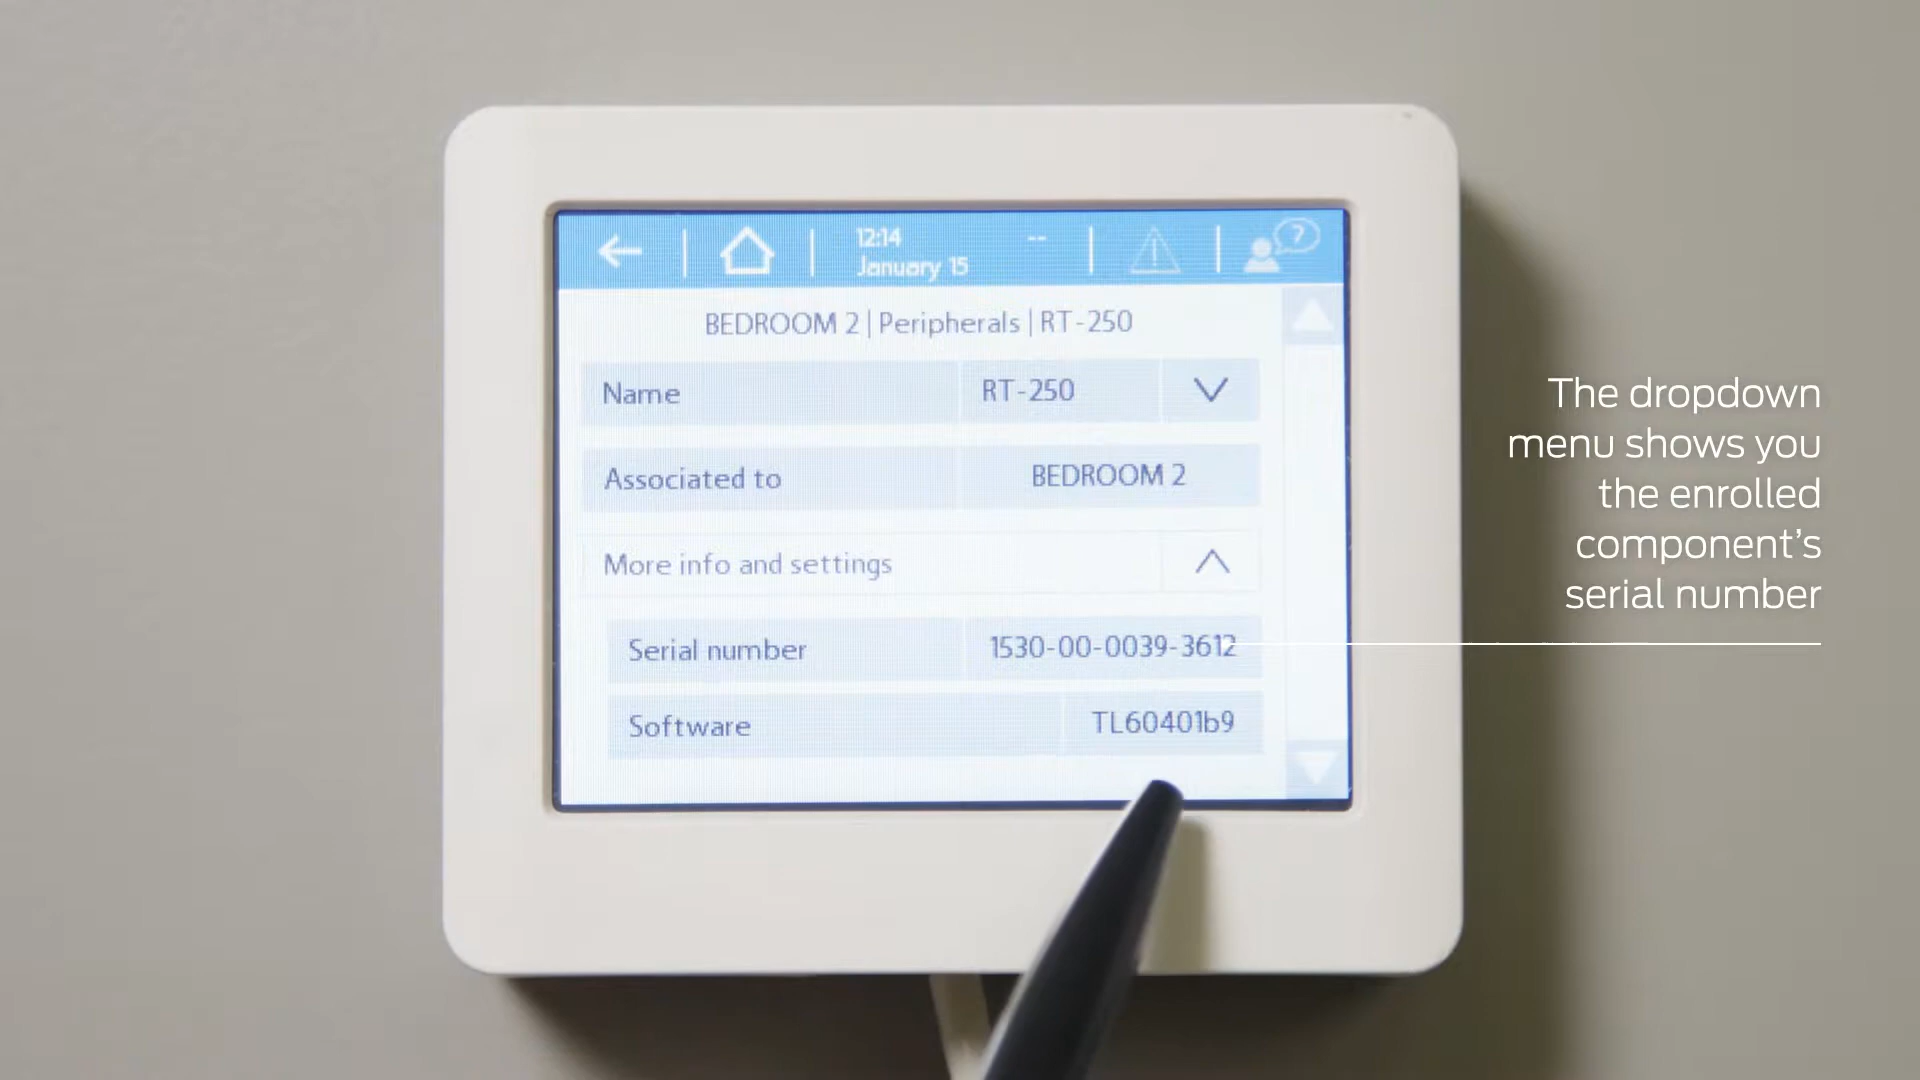 12:14
January 15
--
?
BEDROOM 2 | Peripherals | RT-250
Name RT-250
Associated to BEDROOM 2
More info and settings
Serial number 1530-00-0039-3612
Software TL60401b9
The dropdown
menu shows you
the enrolled
component's
serial number